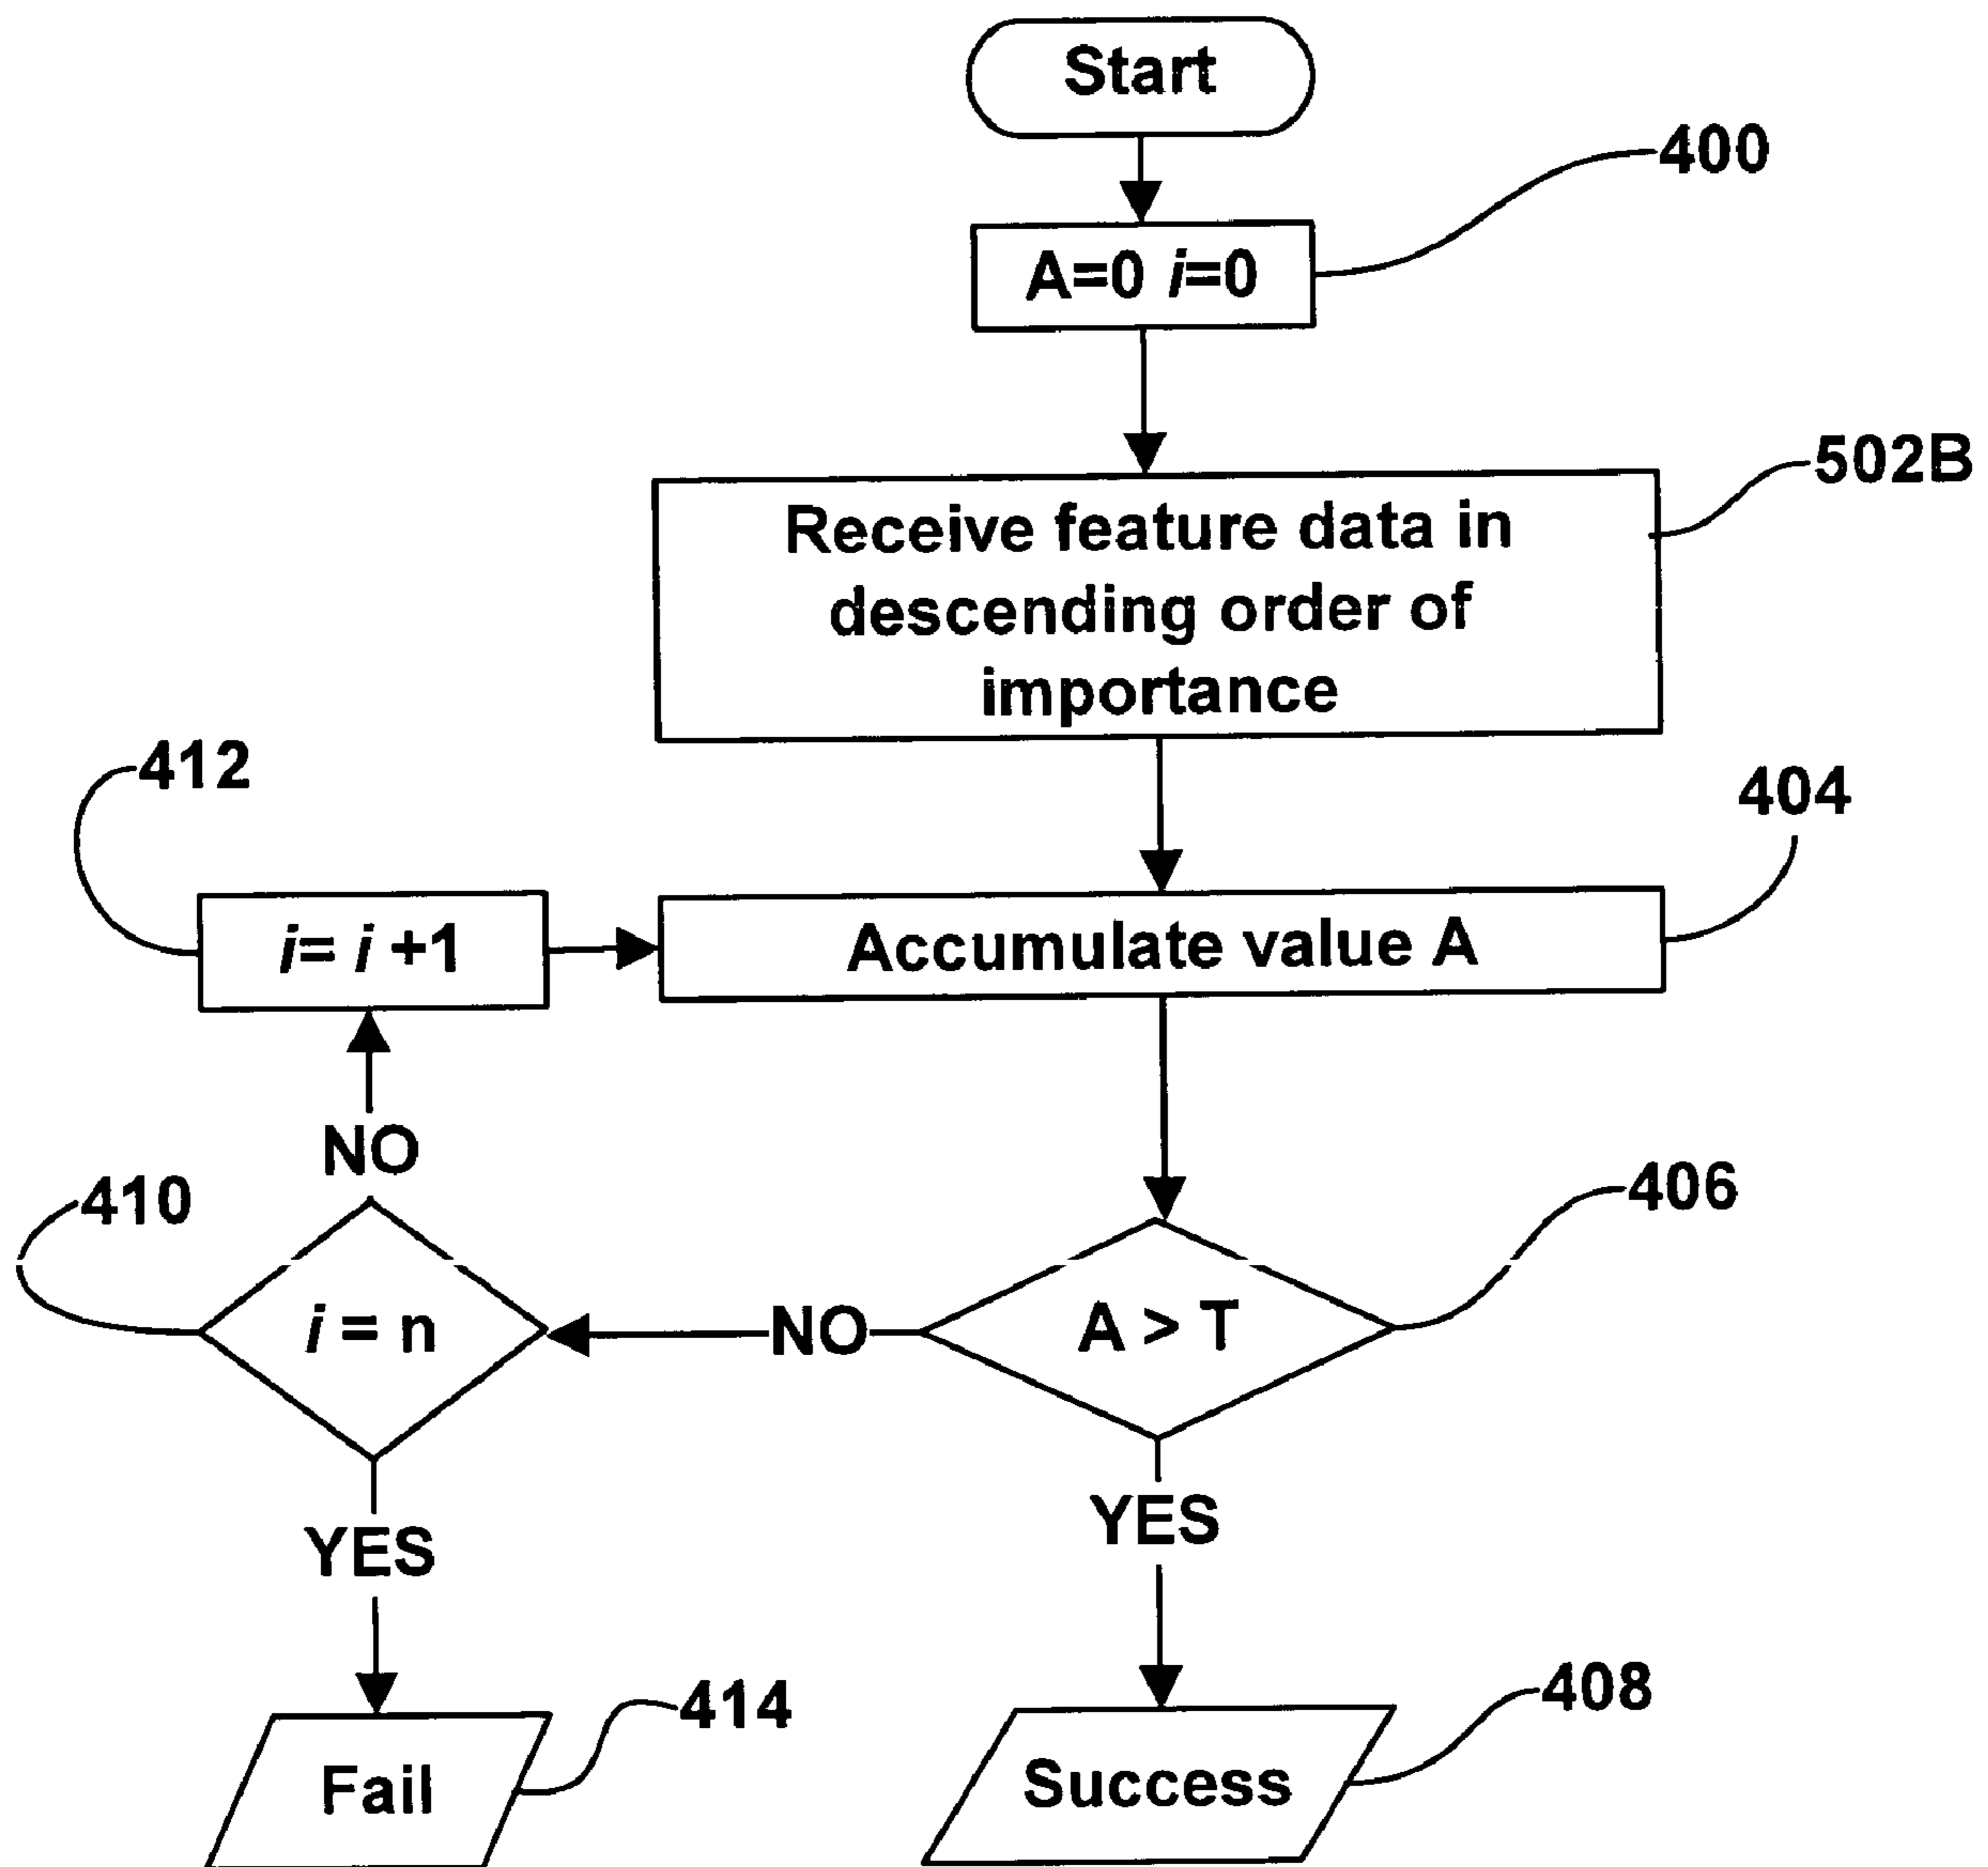 Start
400
A=0 i=0
502B
Receive feature data in
descending order of
importance
412
404
i= i +1
Accumulate value A
NO
410
406
i = n
NO
A > T
YES
YES
414
408
Fail
Success